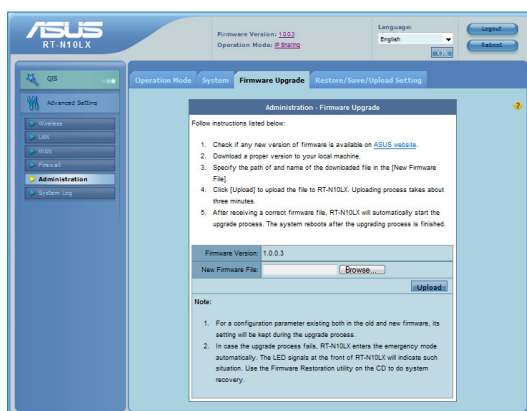 ASUS
RT-N10LX
Firmware Version: 1.0.0.3
Operation Mode: IP Sharing
Language:
English
OK
Logout
Reboot
QIS
Advanced Setting
Wireless
LAN
WAN
Firewall
Administration
System Log
Operation Mode System Firmware Upgrade Restore/Save/Upload Setting
Administration - Firmware Upgrade
Follow instructions listed below:
1. Check if any new version of firmware is available on ASUS website.
2. Download a proper version to your local machine.
3. Specify the path of and name of the downloaded file in the [New Firmware
File].
4. Click [Upload] to upload the file to RT-N10LX. Uploading process takes about
three minutes.
5. After receiving a correct firmware file, RT-N10LX will automatically start the
upgrade process. The system reboots after the upgrading process is finished.
Firmware Version: 1.0.0.3
New Firmware File: Browse...
Upload
Note:
1. For a configuration parameter existing both in the old and new firmware, its
setting will be kept during the upgrade process.
2. In case the upgrade process fails, RT-N10LX enters the emergency mode
automatically. The LED signals at the front of RT-N10LX will indicate such
situation. Use the Firmware Restoration utility on the CD to do system
recovery.
?